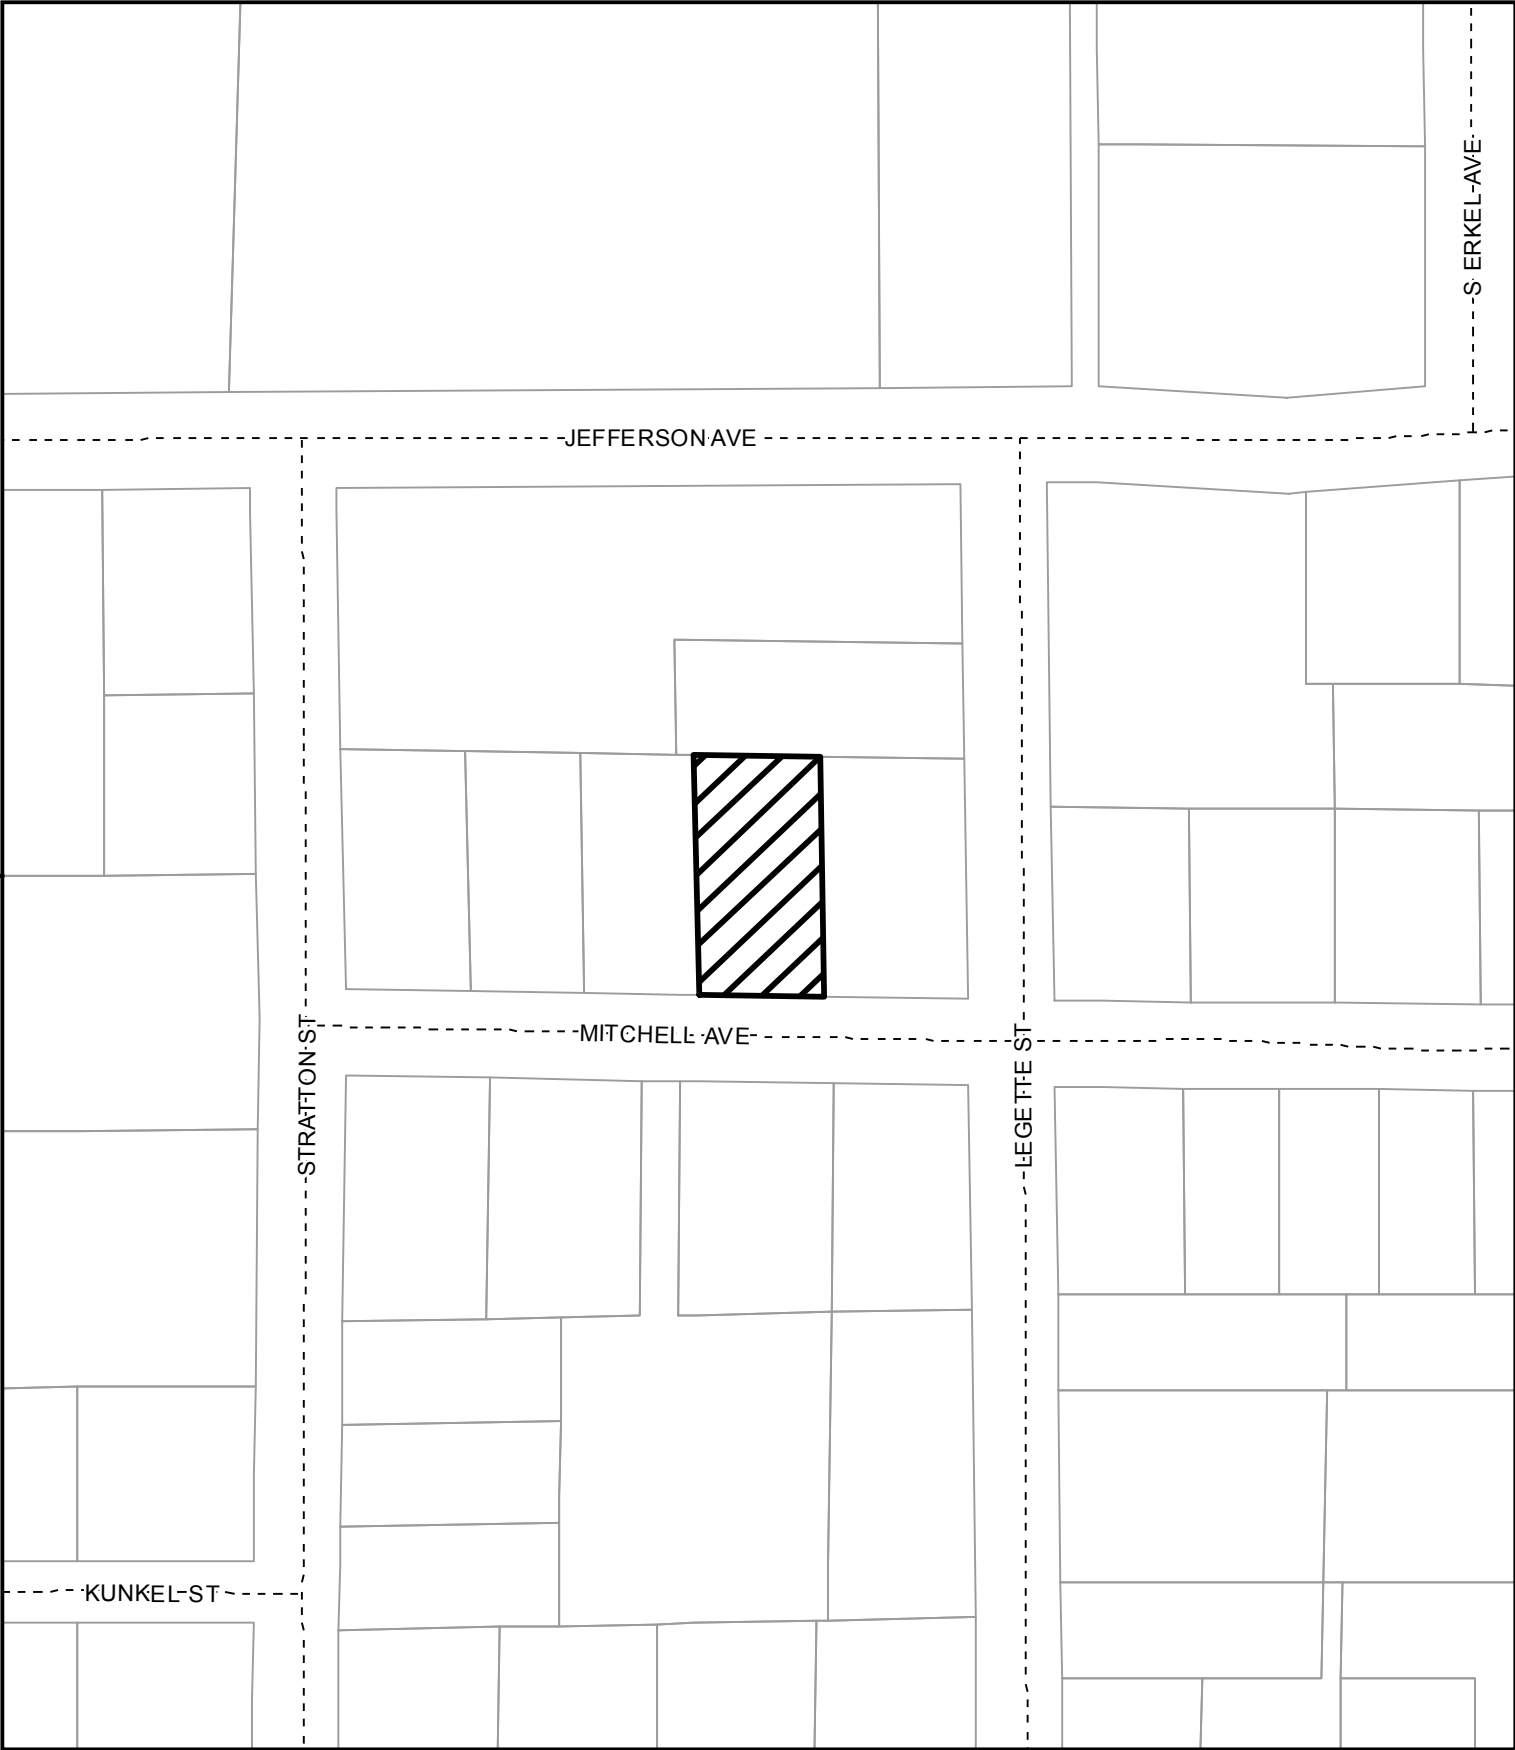 S ERKEL AVE
JEFFERSON AVE
MITCHELL AVE
STRATTON ST
LEGETTE ST
KUNKEL ST